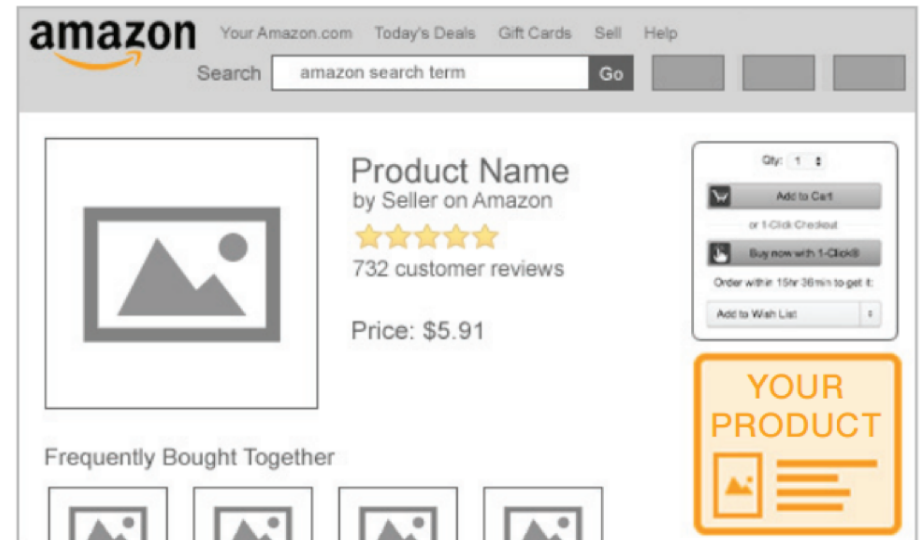 amazon
Your Amazon.com Today's Deals Gift Cards Sell Help
Search amazon search term Go
Product Name
by Seller on Amazon
732 customer reviews
Price: $5.91
Qty: 1
Add to Cart
or 1-Click Checkout
Buy now with 1-Click®
Order within 15hr 36min to get it:
Add to Wish List
YOUR
PRODUCT
Frequently Bought Together